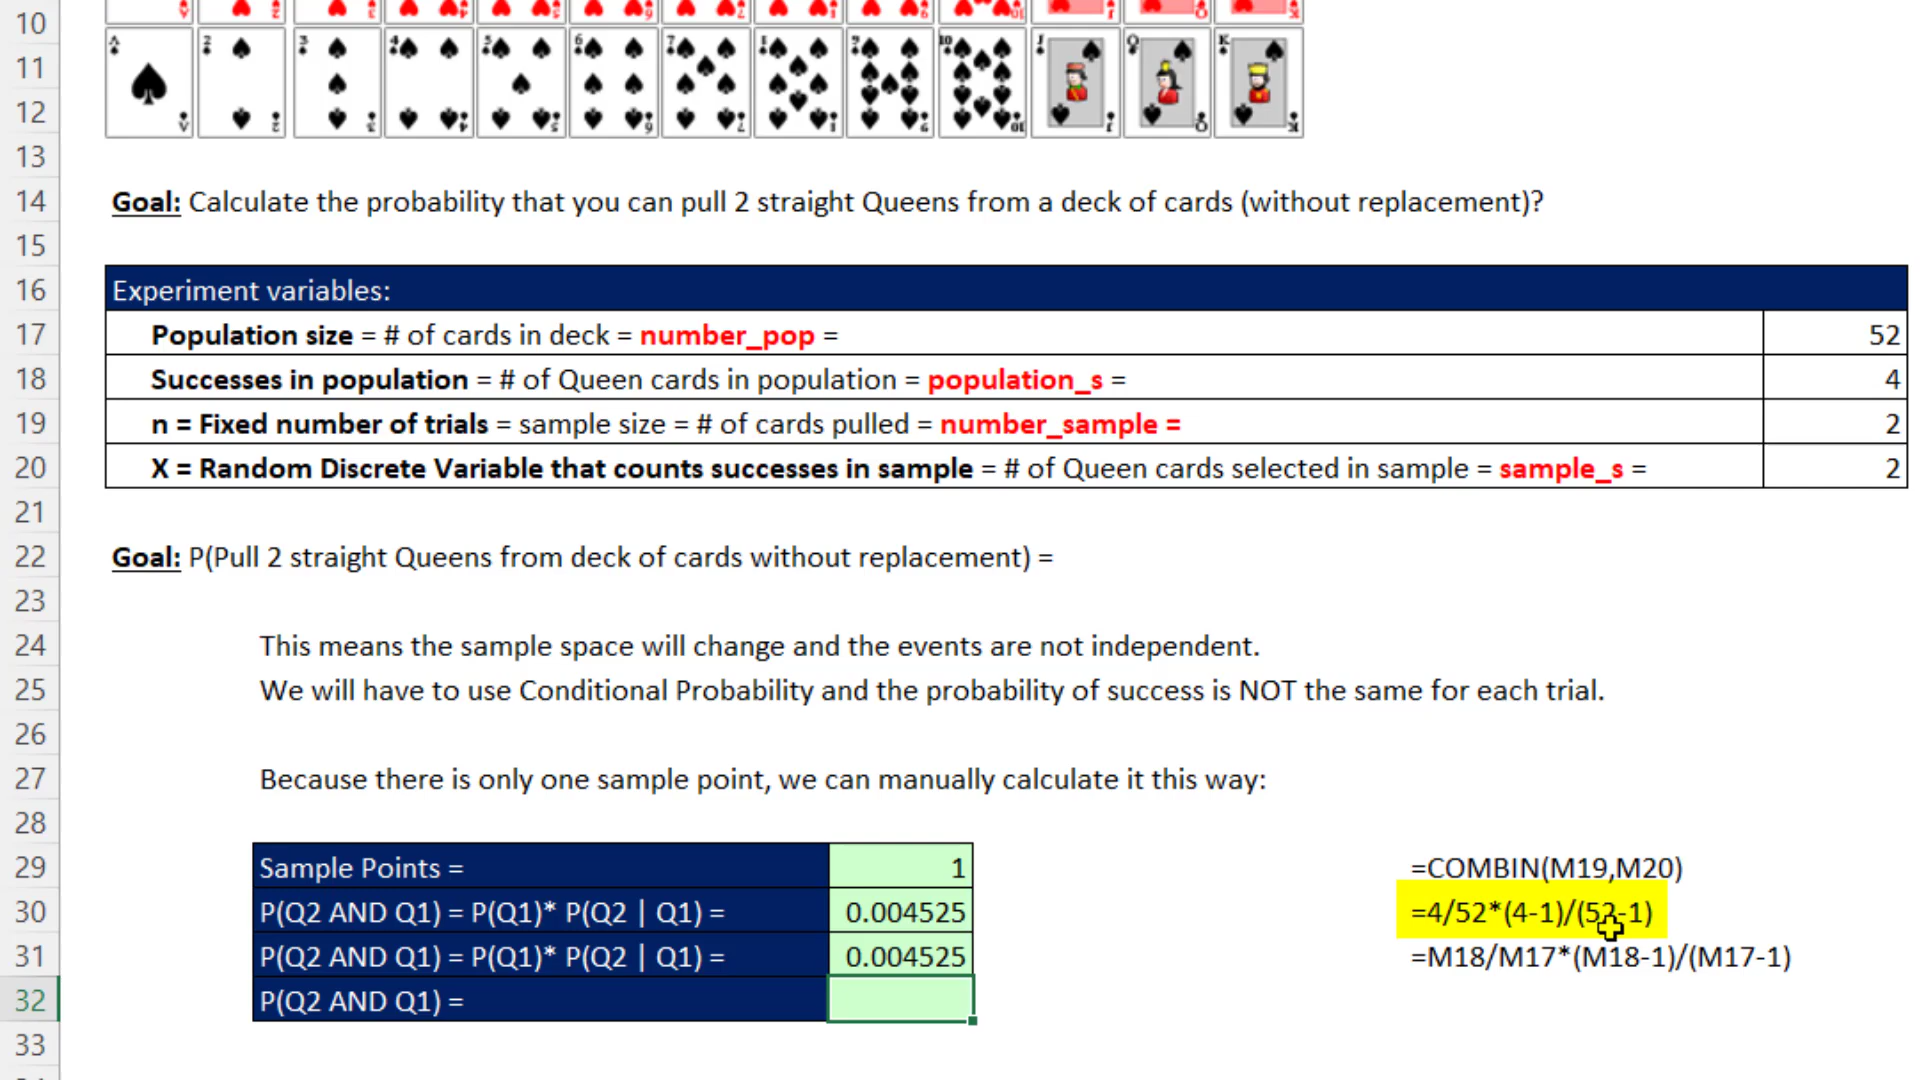 10
11
12
13
14 Goal: Calculate the probability that you can pull 2 straight Queens from a deck of cards (without replacement)?
15
16 Experiment variables:
17 Population size = # of cards in deck = number_pop = 52
18 Successes in population = # of Queen cards in population = population_s = 4
19 n = Fixed number of trials = sample size = # of cards pulled = number_sample = 2
20 X = Random Discrete Variable that counts successes in sample = # of Queen cards selected in sample = sample_s = 2
21
22 Goal: P(Pull 2 straight Queens from deck of cards without replacement) =
23
24 This means the sample space will change and the events are not independent.
25 We will have to use Conditional Probability and the probability of success is NOT the same for each trial.
26
27 Because there is only one sample point, we can manually calculate it this way:
28
29 Sample Points = 1 =COMBIN(M19,M20)
30 P(Q2 AND Q1) = P(Q1)* P(Q2 | Q1) = 0.004525 =4/52*(4-1)/(52-1)
31 P(Q2 AND Q1) = P(Q1)* P(Q2 | Q1) = 0.004525 =M18/M17*(M18-1)/(M17-1)
32 P(Q2 AND Q1) =
33